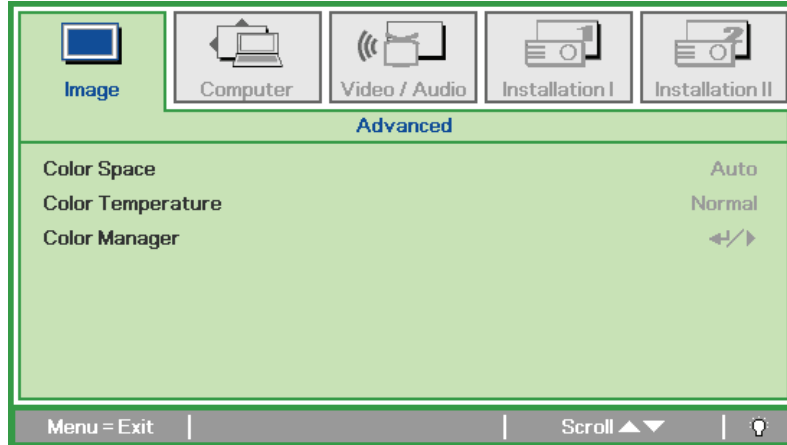 Image
Computer
Video / Audio
Installation I
Installation II
Advanced
Color Space Auto
Color Temperature Normal
Color Manager
Menu = Exit Scroll